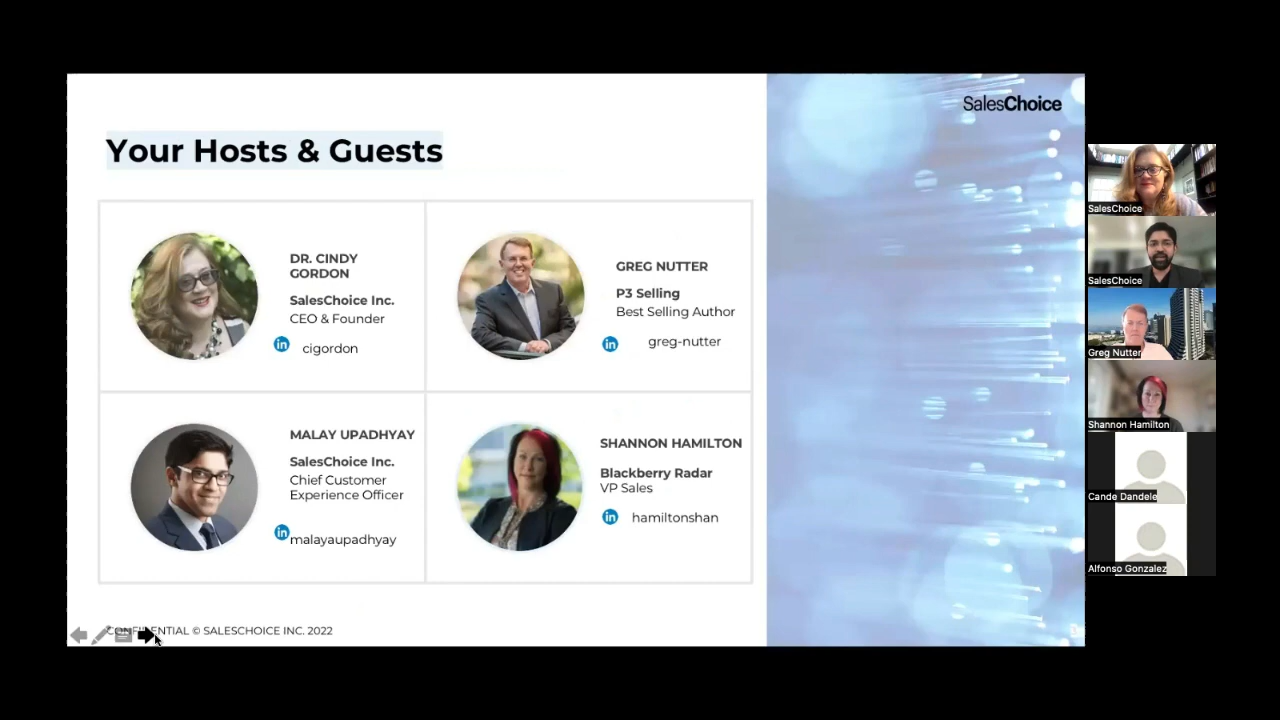 SalesChoice
Your Hosts & Guests
DR. CINDY
GORDON
SalesChoice Inc.
CEO & Founder
cigordon
GREG NUTTER
P3 Selling
Best Selling Author
greg-nutter
MALAY UPADHYAY
SalesChoice Inc.
Chief Customer
Experience Officer
malayaupadhyay
SHANNON HAMILTON
Blackberry Radar
VP Sales
hamiltonshan
CONFIDENTIAL © SALESCHOICE INC. 2022
SalesChoice
SalesChoice
Greg Nutter
Shannon Hamilton
Cande Dandele
Alfonso Gonzalez